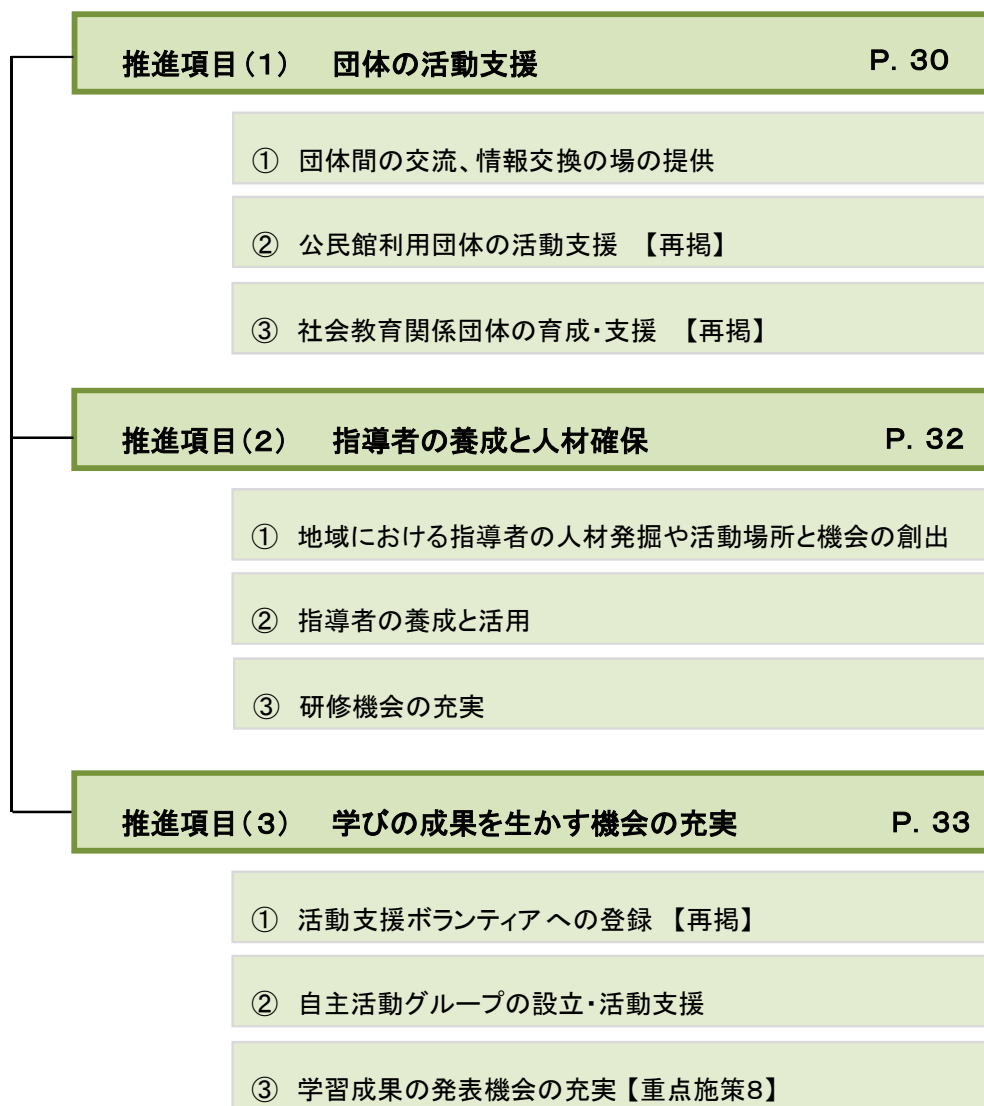 推進項目(1)　団体の活動支援　P. 30
① 団体間の交流、情報交換の場の提供
② 公民館利用団体の活動支援 【再掲】
③ 社会教育関係団体の育成・支援 【再掲】
推進項目(2)　指導者の養成と人材確保　P. 32
① 地域における指導者の人材発掘や活動場所と機会の創出
② 指導者の養成と活用
③ 研修機会の充実
推進項目(3)　学びの成果を生かす機会の充実　P. 33
① 活動支援ボランティアへの登録 【再掲】
② 自主活動グループの設立・活動支援
③ 学習成果の発表機会の充実【重点施策8】